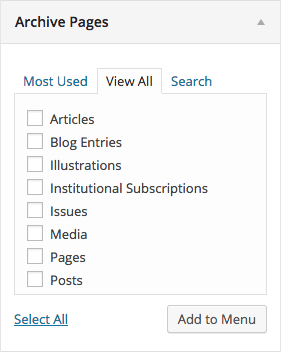 Archive Pages
Most Used View All Search
Articles
Blog Entries
Illustrations
Institutional Subscriptions
Issues
Media
Pages
Posts
Select All Add to Menu